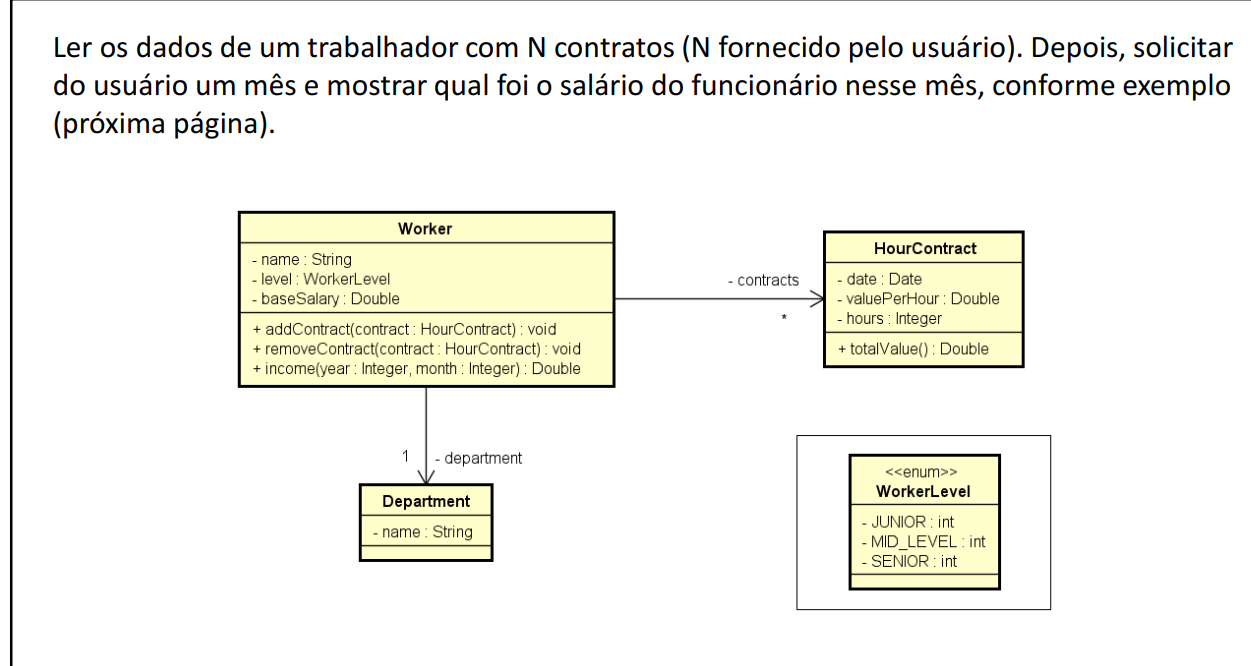 Ler os dados de um trabalhador com N contratos (N fornecido pelo usuário). Depois, solicitar
do usuário um mês e mostrar qual foi o salário do funcionário nesse mês, conforme exemplo
(próxima página).
Worker
- name : String
- level : WorkerLevel
- baseSalary : Double
+ addContract(contract : HourContract) : void
+ removeContract(contract : HourContract) : void
+ income(year : Integer, month : Integer) : Double
- contracts
*
HourContract
- date : Date
- valuePerHour : Double
- hours : Integer
+ totalValue() : Double
1
- department
Department
- name : String
<<enum>>
WorkerLevel
- JUNIOR : int
- MID_LEVEL : int
- SENIOR : int